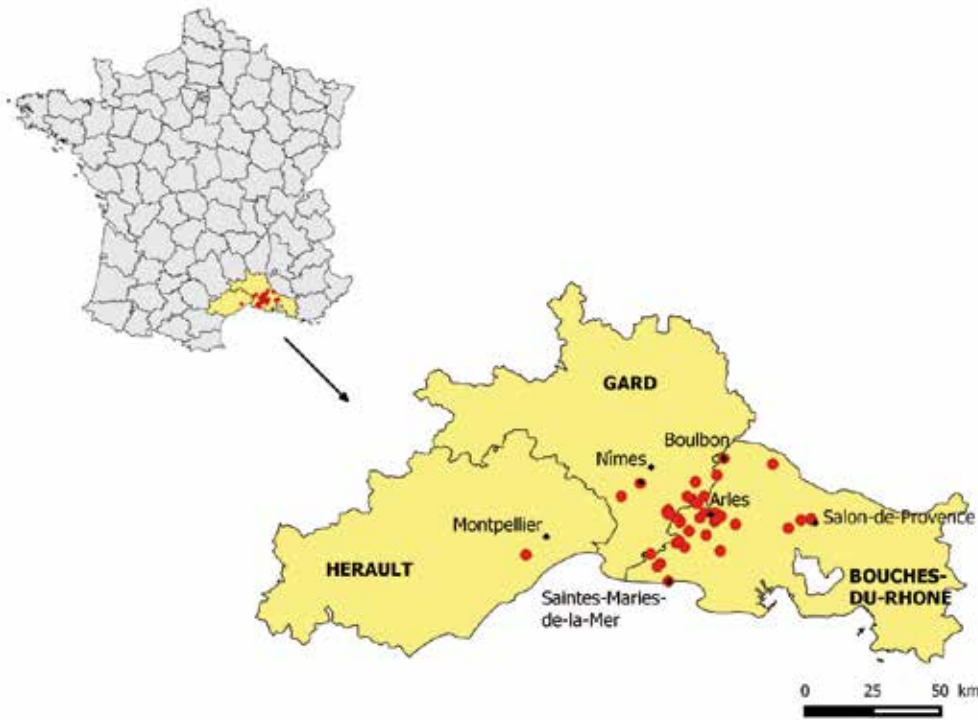 GARD
Boulbon
Nîmes
Arles
Salon-de-Provence
Montpellier
HERAULT
BOUCHES-
DU-RHONE
Saintes-Maries-
de-la-Mer
0 25 50 km